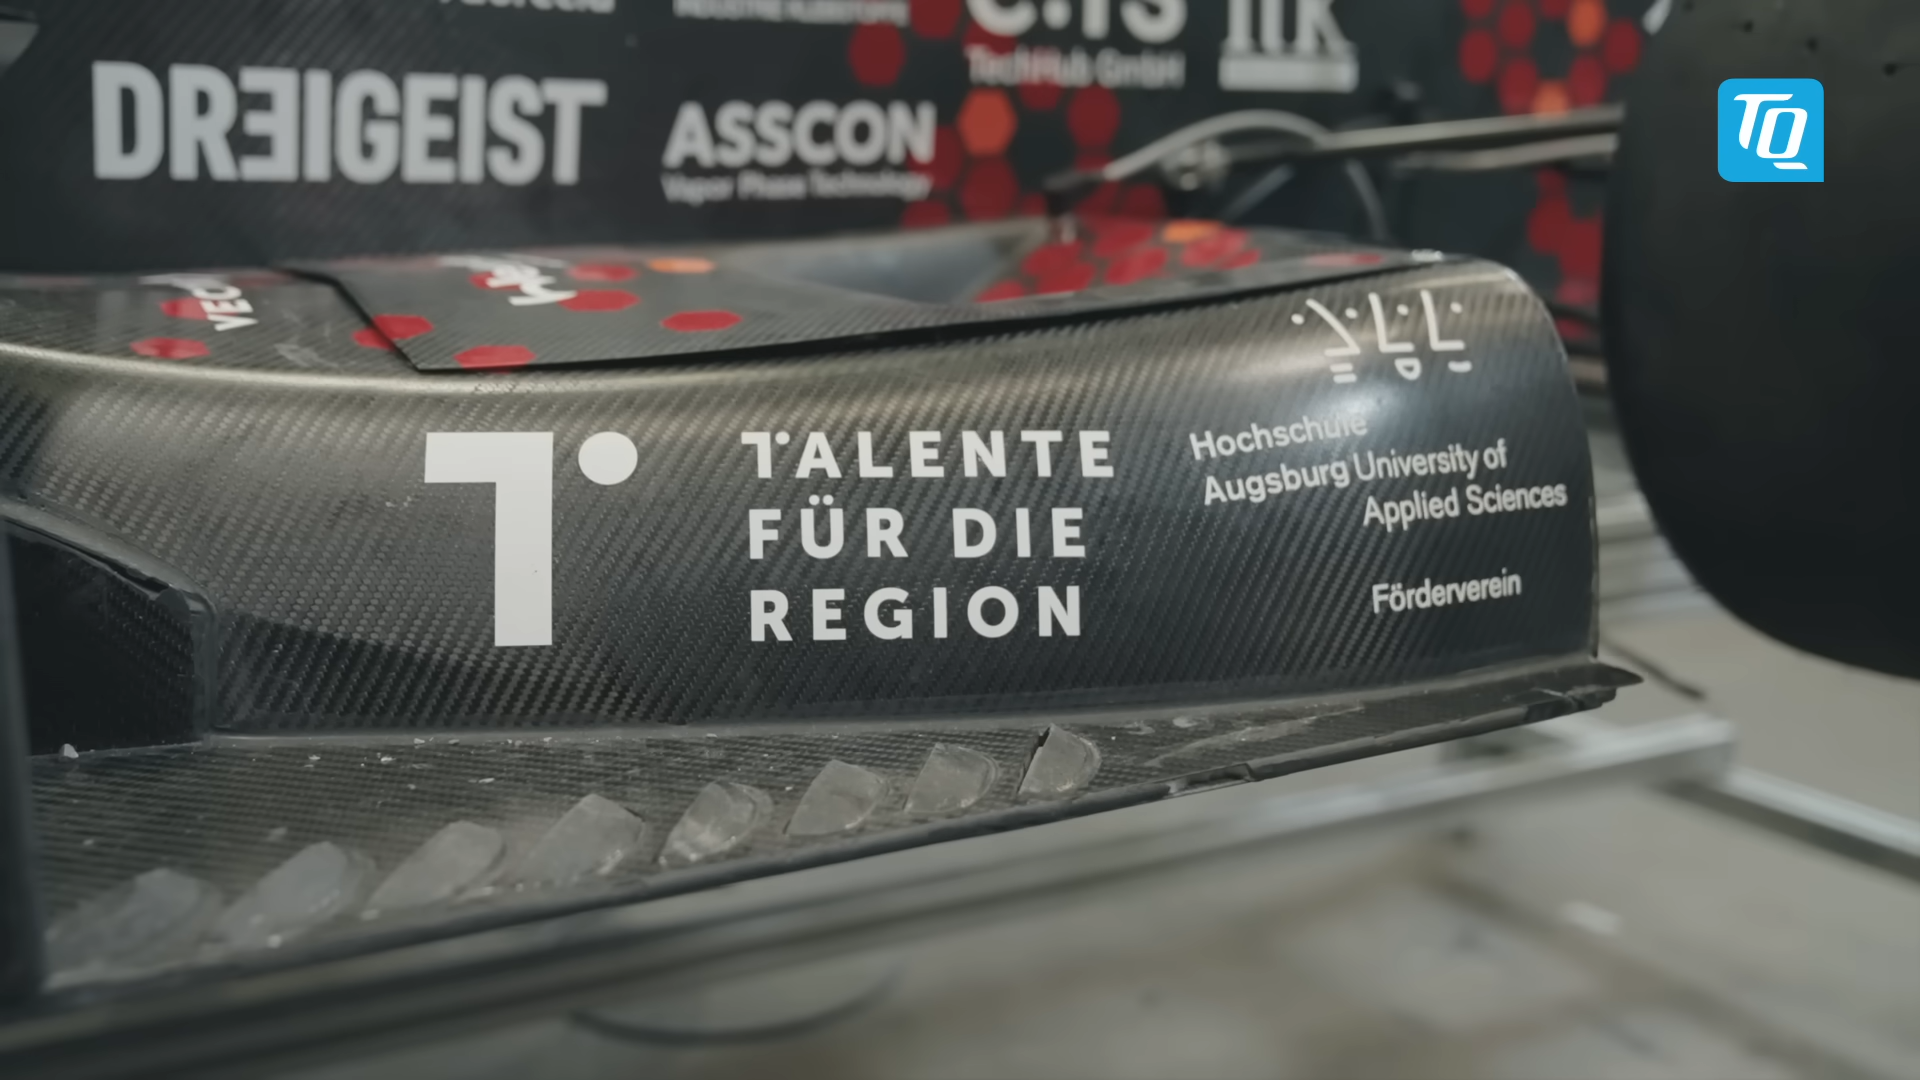 TechHub GmbH
DREIGEIST
ASSCON
Vapor Phase Technology
TQ
TALENTE
FÜR DIE
REGION
Hochschule
Augsburg University of
Applied Sciences
Förderverein